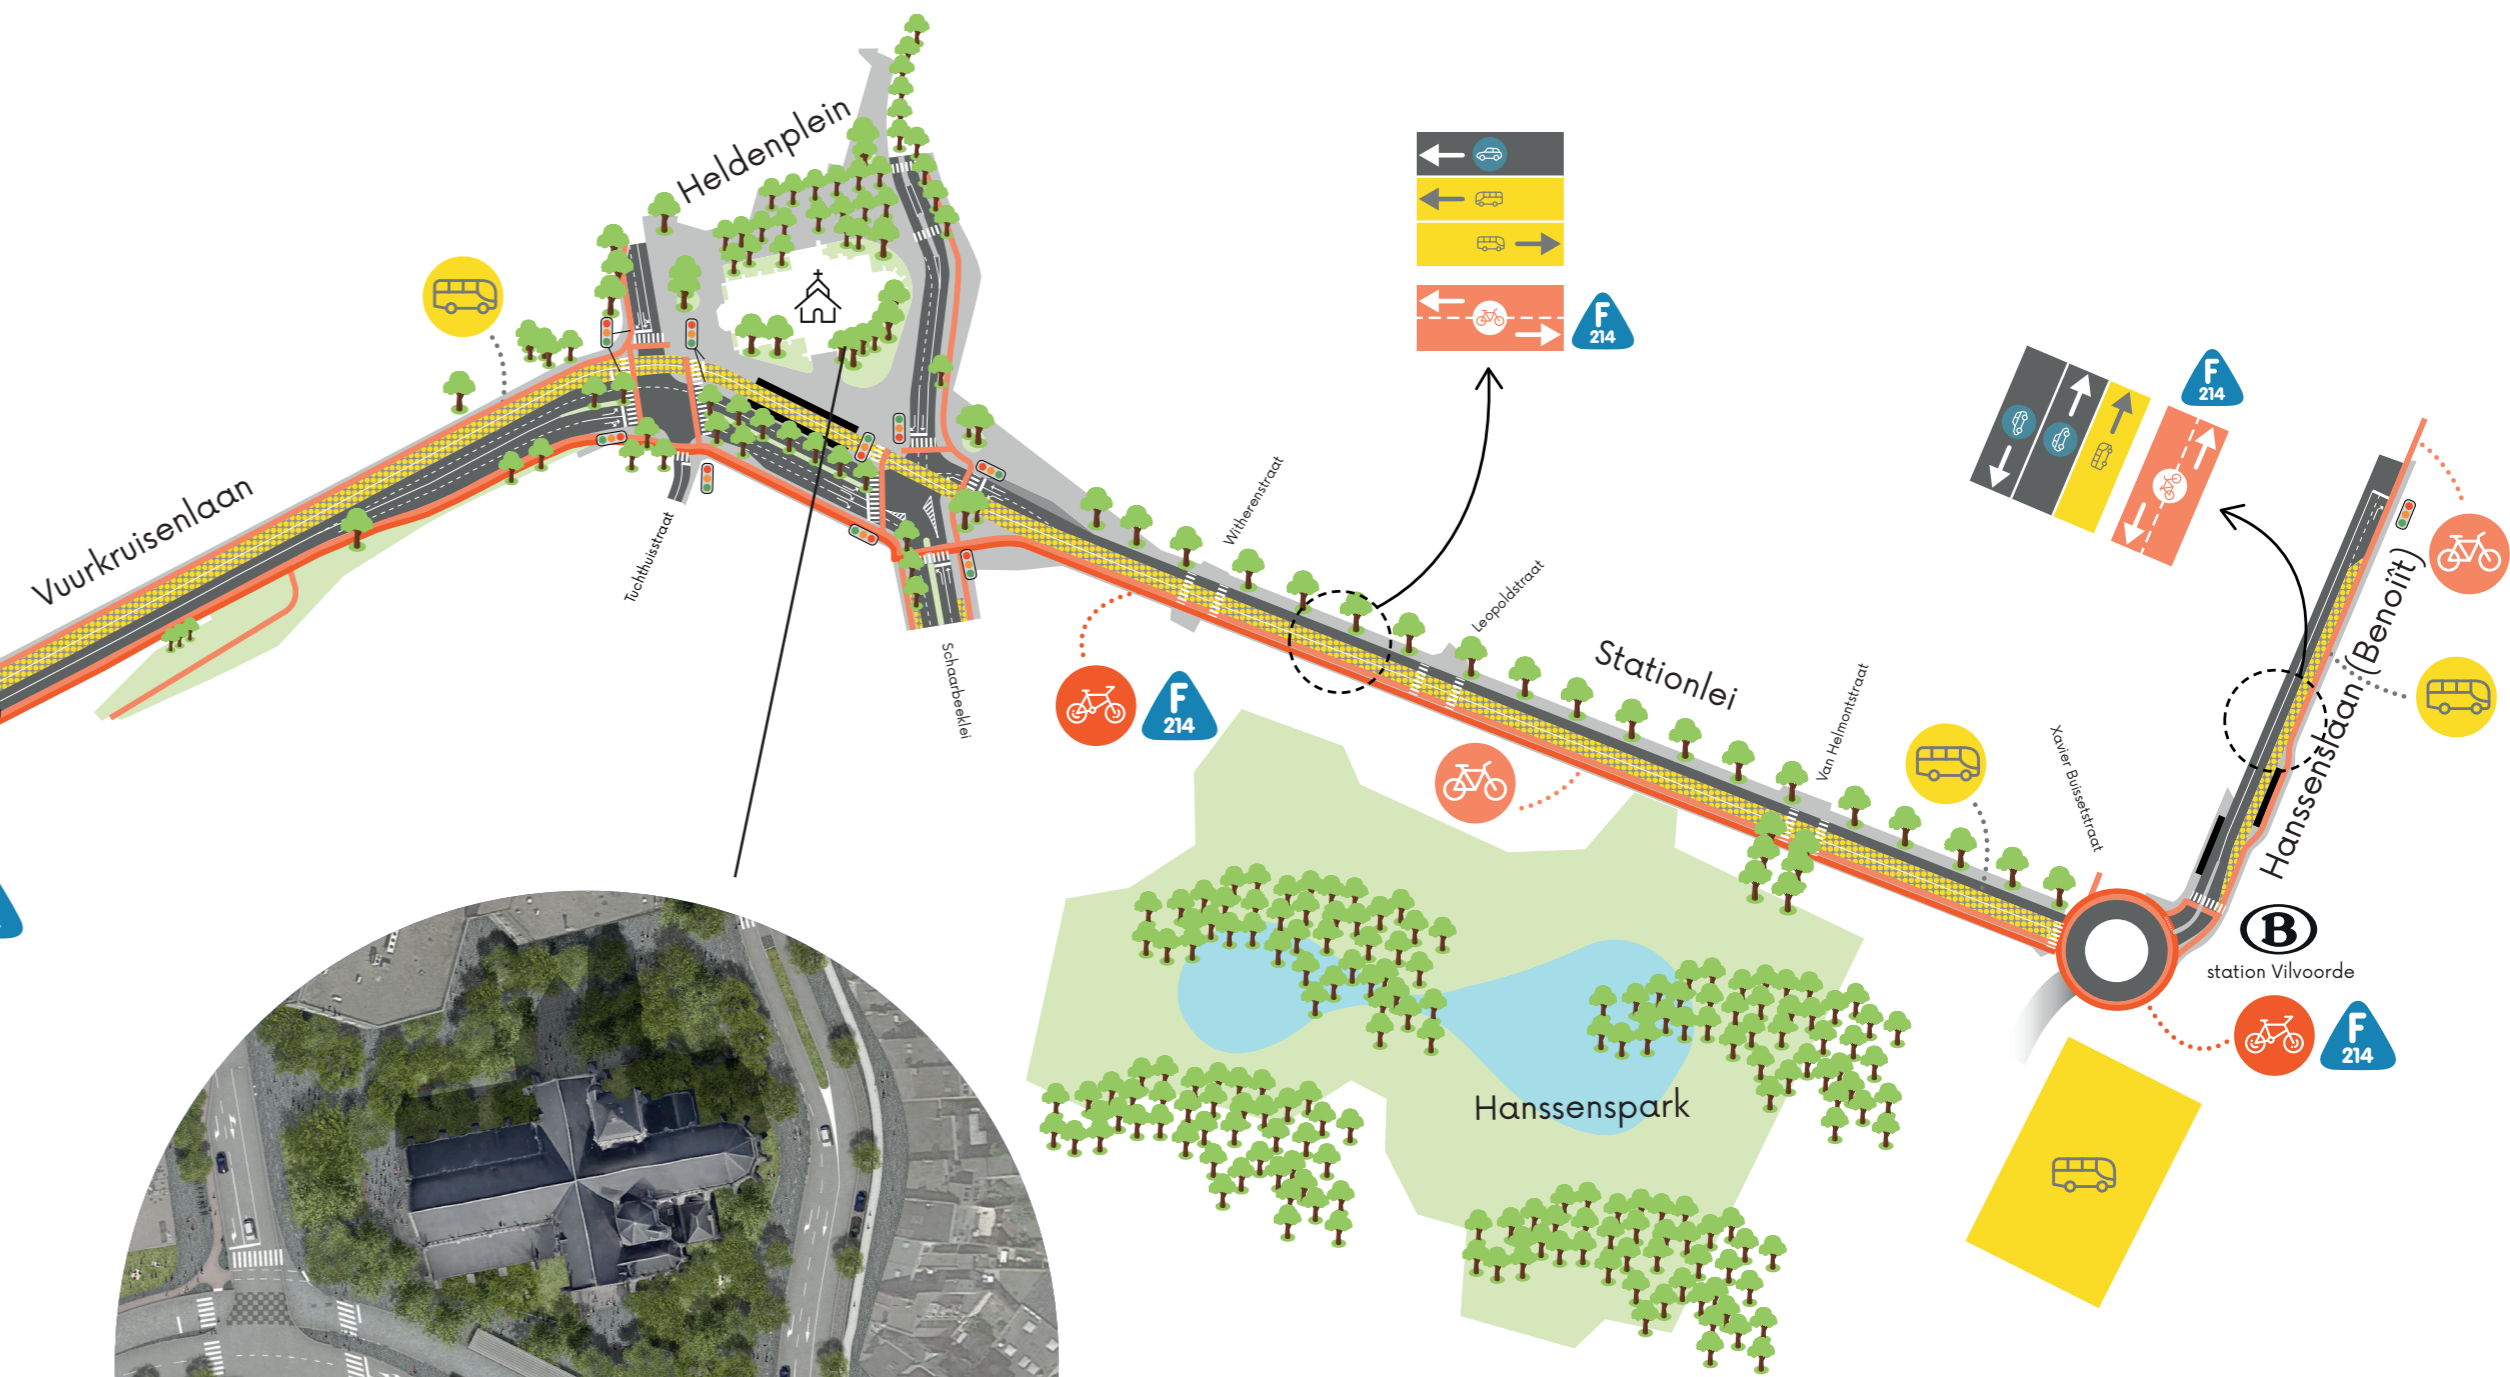 Heldenplein
F
214
F
214
Vuurkruisenlaan
Witherenstraat
Tuchthuisstraat
Leopoldstraat
Schaarbeeklei
F
214
Stationlei
Van Helmontstraat
Xavier Buissetstraat
Hanssenslaan (Benoiît)
B
station Vilvoorde
F
214
Hanssenspark